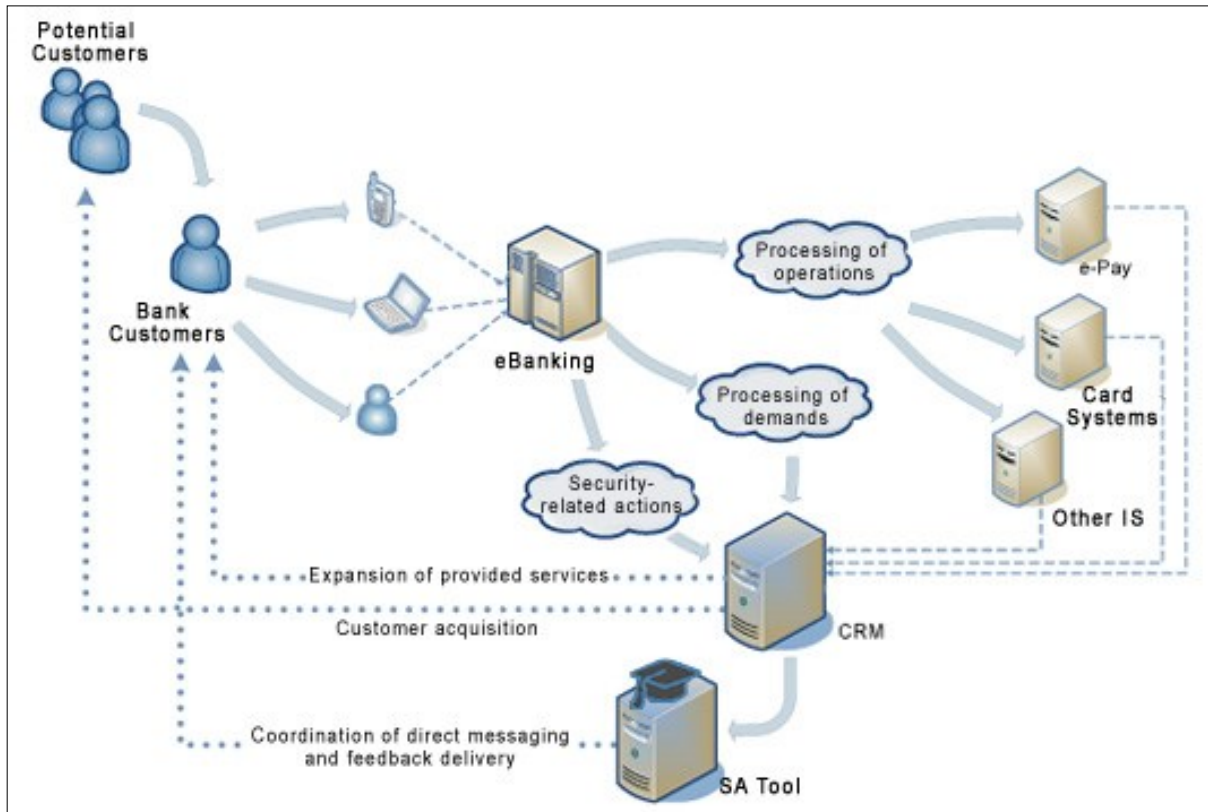 Potential
Customers
Bank
Customers
eBanking
Processing of
operations
e-Pay
Card
Systems
Processing of
demands
Other IS
Security-
related actions
Expansion of provided services
Customer acquisition
CRM
Coordination of direct messaging
and feedback delivery
SA Tool